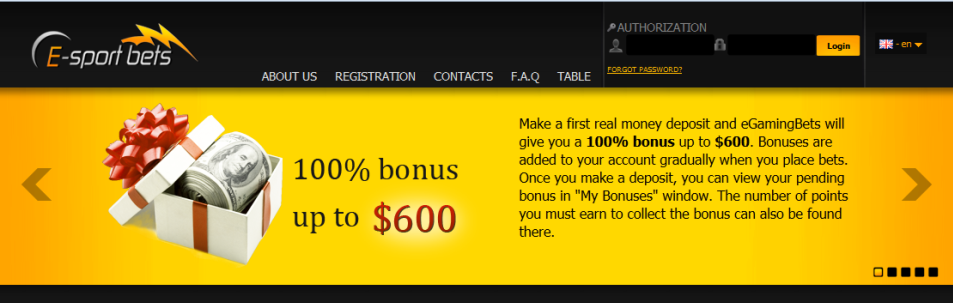 E-sport bets
ABOUT US REGISTRATION CONTACTS F.A.Q TABLE
AUTHORIZATION
Login
FORGOT PASSWORD?
- en
100% bonus
up to $600
Make a first real money deposit and eGamingBets will
give you a 100% bonus up to $600. Bonuses are
added to your account gradually when you place bets.
Once you make a deposit, you can view your pending
bonus in "My Bonuses" window. The number of points
you must earn to collect the bonus can also be found
there.